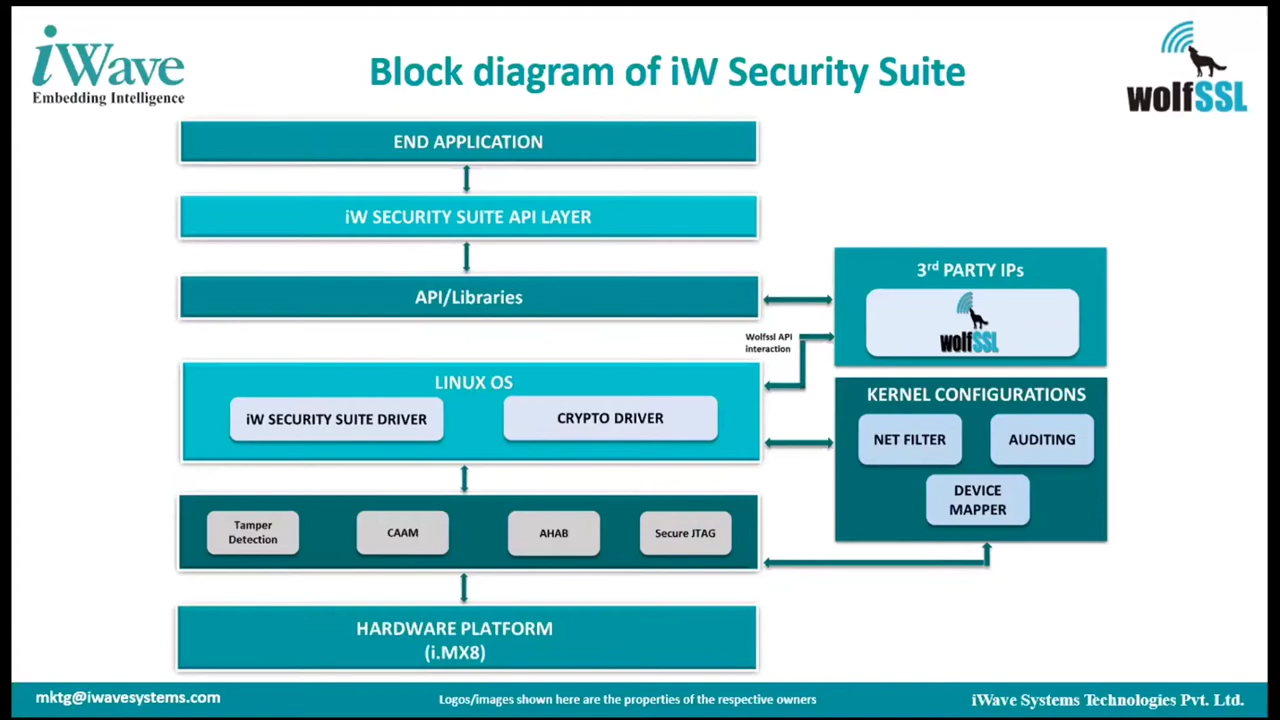 iWave
Embedding Intelligence
Block diagram of iW Security Suite
wolfSSL
END APPLICATION
iW SECURITY SUITE API LAYER
API/Libraries
3rd PARTY IPs
wolfSSL
Wolfssl API
interaction
LINUX OS
iW SECURITY SUITE DRIVER
CRYPTO DRIVER
KERNEL CONFIGURATIONS
NET FILTER
AUDITING
DEVICE
MAPPER
Tamper
Detection
CAAM
AHAB
Secure JTAG
HARDWARE PLATFORM
(i.MX8)
mktg@iwavesystems.com
Logos/images shown here are the properties of the respective owners
iWave Systems Technologies Pvt. Ltd.